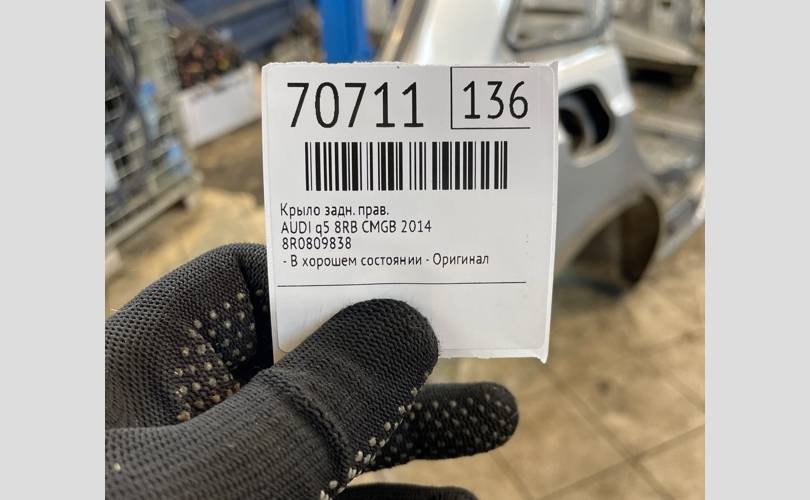 70711 136
Крыло задн. прав.
AUDI q5 8RB CMGB 2014
8R0809838
- В хорошем состоянии - Оригинал